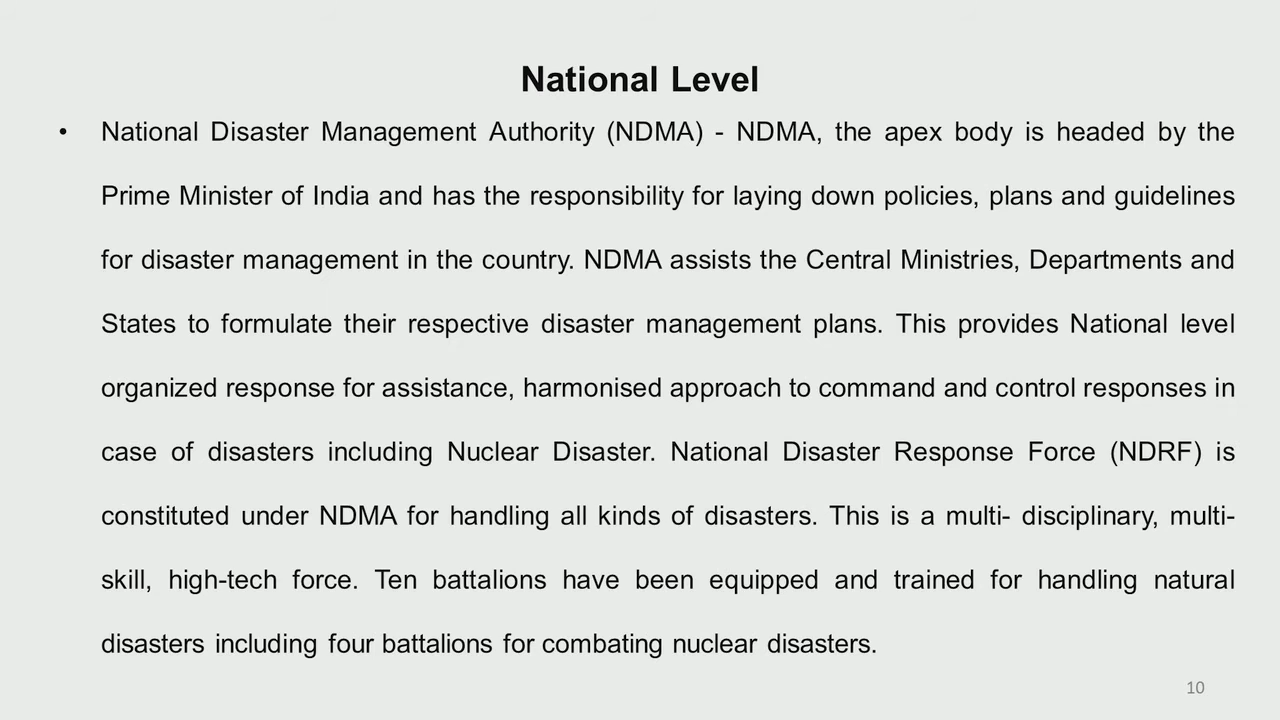 National Level
• National Disaster Management Authority (NDMA) - NDMA, the apex body is headed by the
Prime Minister of India and has the responsibility for laying down policies, plans and guidelines
for disaster management in the country. NDMA assists the Central Ministries, Departments and
States to formulate their respective disaster management plans. This provides National level
organized response for assistance, harmonised approach to command and control responses in
case of disasters including Nuclear Disaster. National Disaster Response Force (NDRF) is
constituted under NDMA for handling all kinds of disasters. This is a multi- disciplinary, multi-
skill, high-tech force. Ten battalions have been equipped and trained for handling natural
disasters including four battalions for combating nuclear disasters.
10